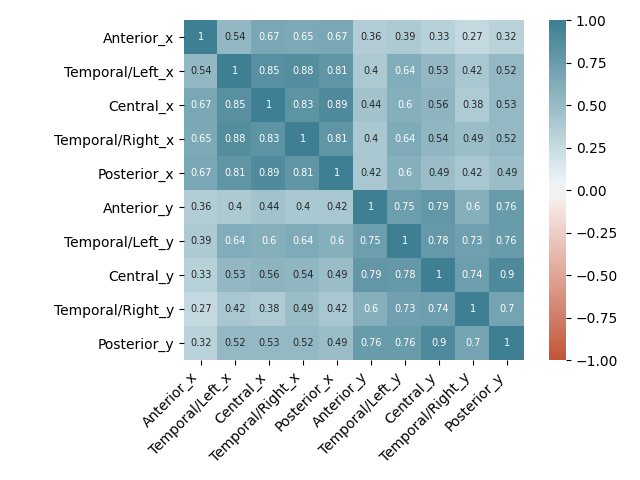 Anterior_x 1 0.54 0.67 0.65 0.67 0.36 0.39 0.33 0.27 0.32
Temporal/Left_x 0.54 1 0.85 0.88 0.81 0.4 0.64 0.53 0.42 0.52
Central_x 0.67 0.85 1 0.83 0.89 0.44 0.6 0.56 0.38 0.53
Temporal/Right_x 0.65 0.88 0.83 1 0.81 0.4 0.64 0.54 0.49 0.52
Posterior_x 0.67 0.81 0.89 0.81 1 0.42 0.6 0.49 0.42 0.49
Anterior_y 0.36 0.4 0.44 0.4 0.42 1 0.75 0.79 0.6 0.76
Temporal/Left_y 0.39 0.64 0.6 0.64 0.6 0.75 1 0.78 0.73 0.76
Central_y 0.33 0.53 0.56 0.54 0.49 0.79 0.78 1 0.74 0.9
Temporal/Right_y 0.27 0.42 0.38 0.49 0.42 0.6 0.73 0.74 1 0.7
Posterior_y 0.32 0.52 0.53 0.52 0.49 0.76 0.76 0.9 0.7 1
Anterior_x
Temporal/Left_x
Central_x
Temporal/Right_x
Posterior_x
Anterior_y
Temporal/Left_y
Central_y
Temporal/Right_y
Posterior_y
1.00
0.75
0.50
0.25
0.00
−0.25
−0.50
−0.75
−1.00